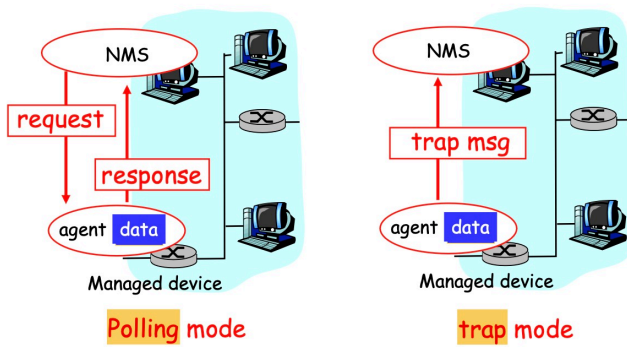 NMS
request
response
agent data
Managed device
Polling mode
NMS
trap msg
agent data
Managed device
trap mode